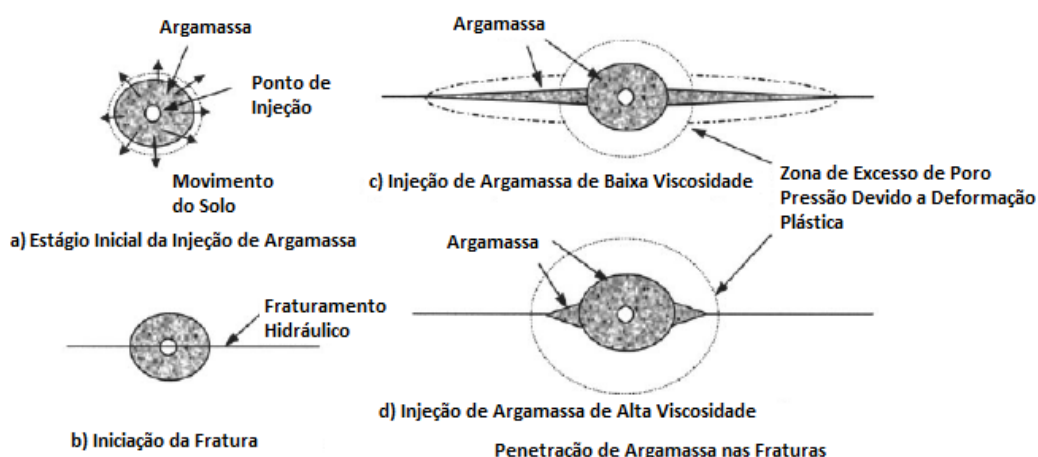 Argamassa
Ponto de
Injeção
Movimento
do Solo
a) Estágio Inicial da Injeção de Argamassa
Fraturamento
Hidráulico
b) Iniciação da Fratura
Argamassa
c) Injeção de Argamassa de Baixa Viscosidade
Zona de Excesso de Poro
Pressão Devido a Deformação
Plástica
Argamassa
d) Injeção de Argamassa de Alta Viscosidade
Penetração de Argamassa nas Fraturas